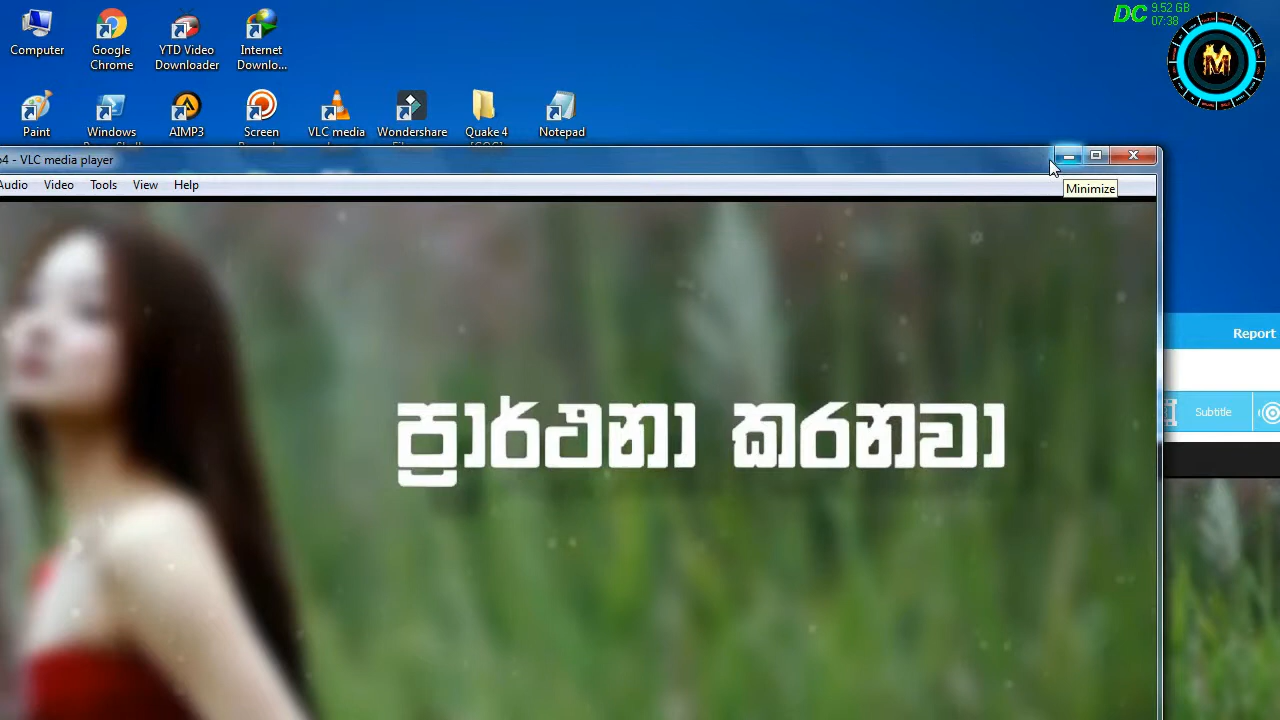 DC 9.52 GB
07:38
Computer
Google Chrome
YTD Video Downloader
Internet Downlo...
Paint
Windows
AIMP3
Screen
VLC media
Wondershare
Quake 4
Notepad
- VLC media player
Minimize
Audio Video Tools View Help
Report
Subtitle
ප්‍රාර්ථනා කරනවා
M